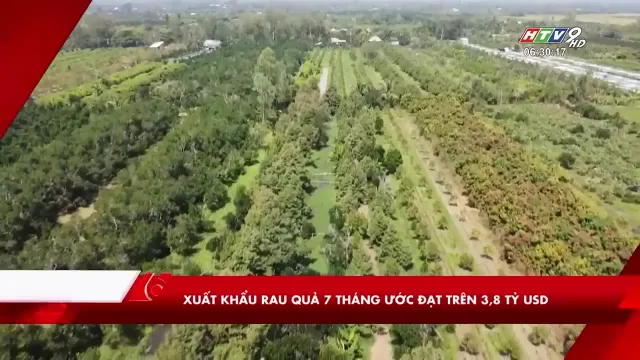 HTV9 HD
06:30:17
XUẤT KHẨU RAU QUẢ 7 THÁNG ƯỚC ĐẠT TRÊN 3,8 TỶ USD